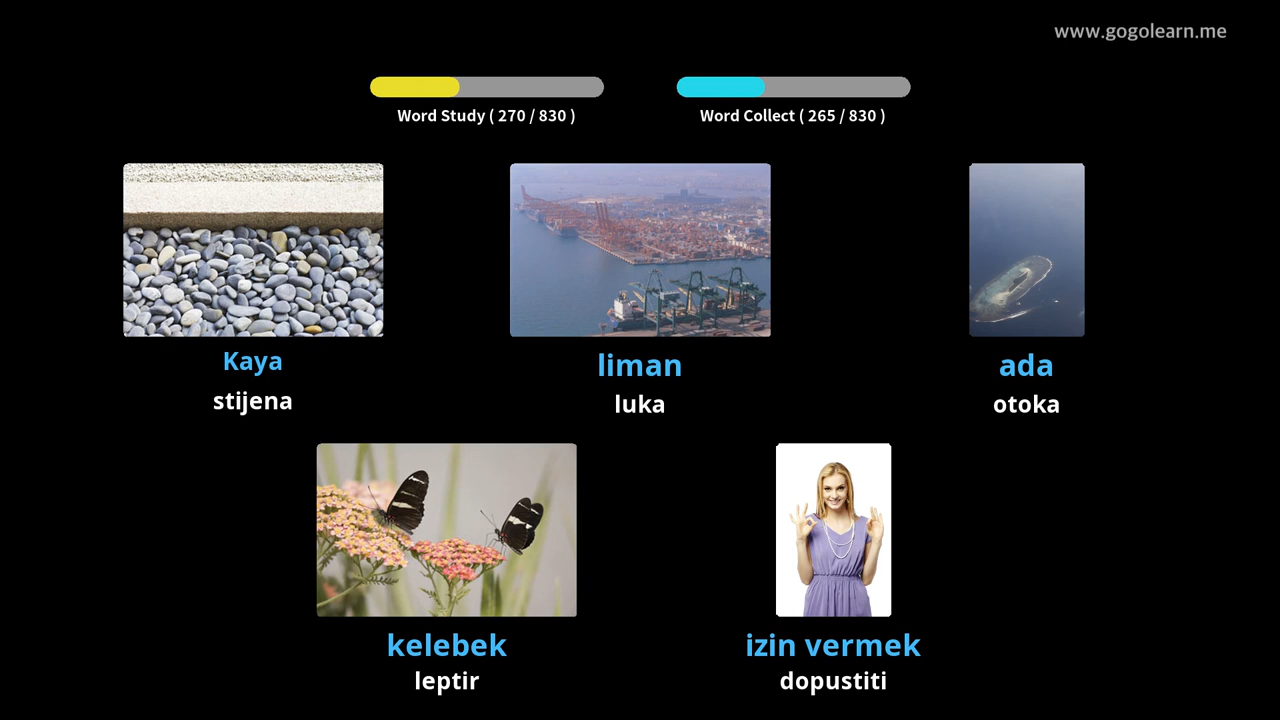 www.gogolearn.me
Word Study ( 270 / 830 )
Word Collect ( 265 / 830 )
Kaya
stijena
liman
luka
ada
otoka
kelebek
leptir
izin vermek
dopustiti